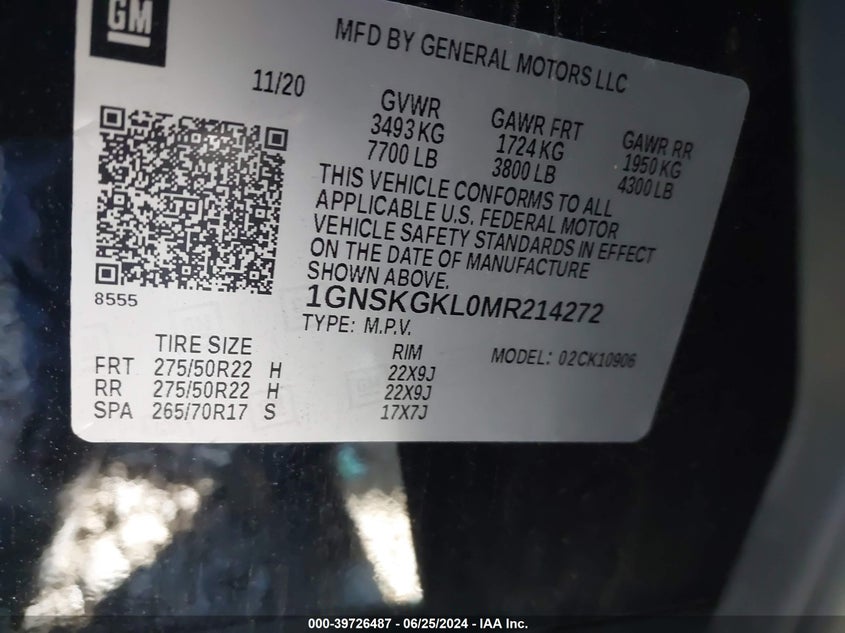 GM
MFD BY GENERAL MOTORS LLC
11/20
GVWR
3493 KG
7700 LB
GAWR FRT
1724 KG
3800 LB
GAWR RR
1950 KG
4300 LB
THIS VEHICLE CONFORMS TO ALL
APPLICABLE U.S. FEDERAL MOTOR
VEHICLE SAFETY STANDARDS IN EFFECT
ON THE DATE OF MANUFACTURE
SHOWN ABOVE.
8555
1GNSKGKL0MR214272
TYPE: M.P.V.
MODEL: 02CK10906
TIRE SIZE RIM
FRT 275/50R22 H 22X9J
RR 275/50R22 H 22X9J
SPA 265/70R17 S 17X7J
000-39726487 - 06/25/2024 - IAA Inc.